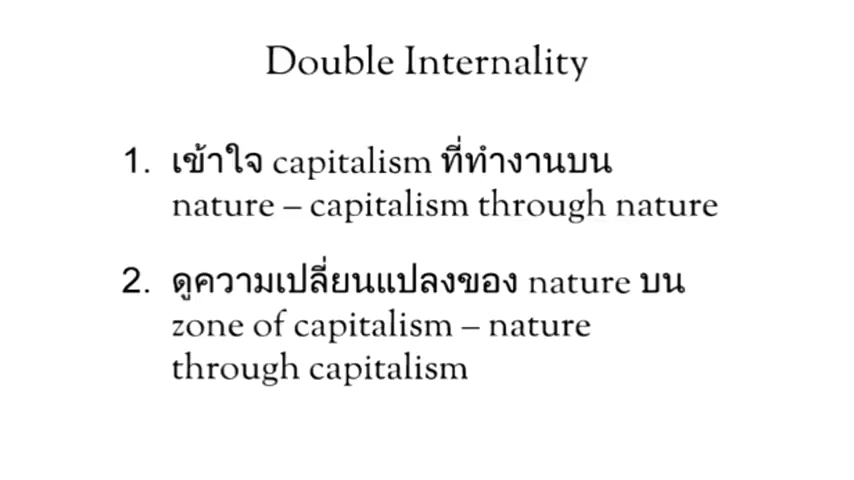 Double Internality
1. เข้าใจ capitalism ที่ทำงานบน
nature – capitalism through nature
2. ดูความเปลี่ยนแปลงของ nature บน
zone of capitalism – nature
through capitalism